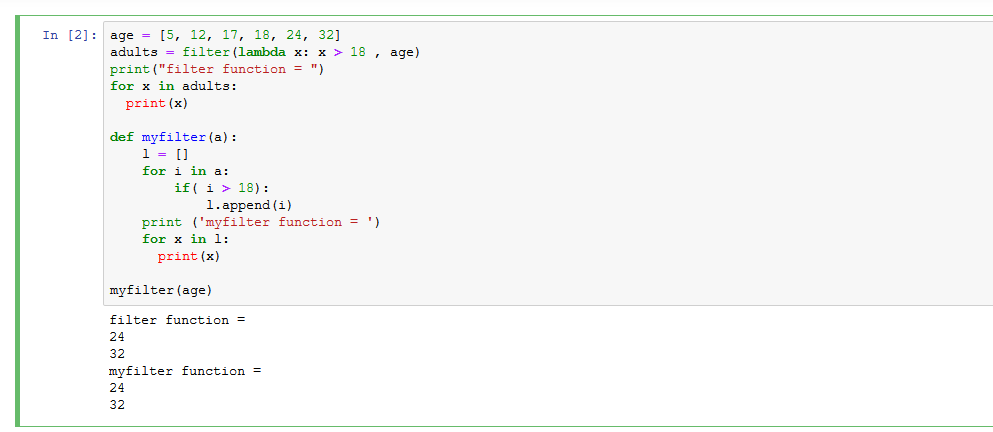 In [2]: age = [5, 12, 17, 18, 24, 32]
adults = filter(lambda x: x > 18 , age)
print("filter function = ")
for x in adults:
  print(x)

def myfilter(a):
    l = []
    for i in a:
        if( i > 18):
            l.append(i)
    print ('myfilter function = ')
    for x in l:
      print(x)

myfilter(age)
filter function =
24
32
myfilter function =
24
32